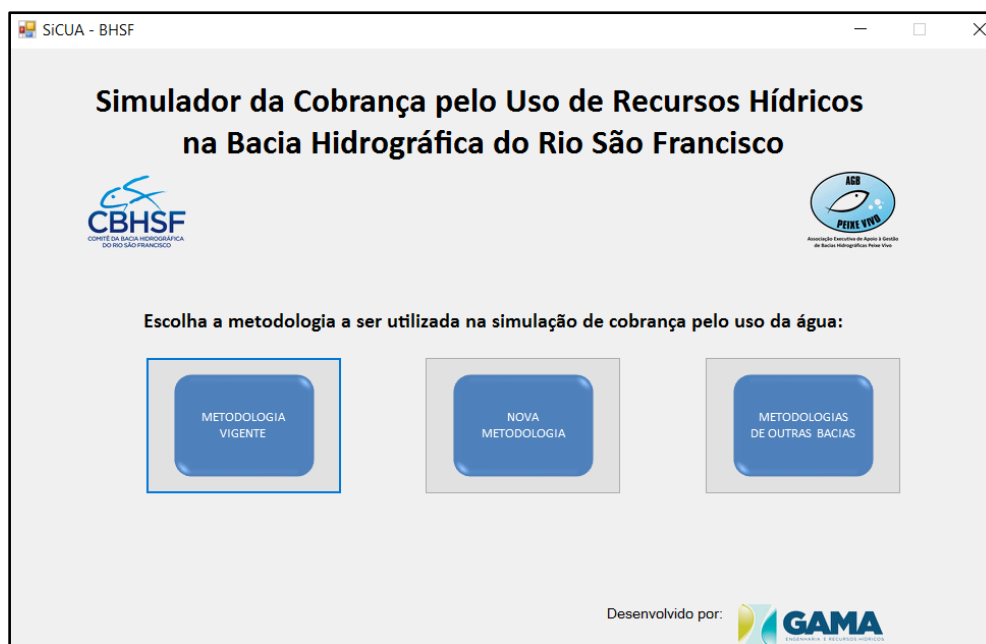 SiCUA - BHSF
Simulador da Cobrança pelo Uso de Recursos Hídricos
na Bacia Hidrográfica do Rio São Francisco
CBHSF
COMITÊ DA BACIA HIDROGRÁFICA
DO RIO SÃO FRANCISCO
AGB
PEIXE VIVO
Associação Executiva de Apoio à Gestão
de Bacias Hidrográficas Peixe Vivo
Escolha a metodologia a ser utilizada na simulação de cobrança pelo uso da água:
METODOLOGIA
VIGENTE
NOVA
METODOLOGIA
METODOLOGIAS
DE OUTRAS BACIAS
Desenvolvido por:
GAMA
ENGENHARIA E RECURSOS HÍDRICOS